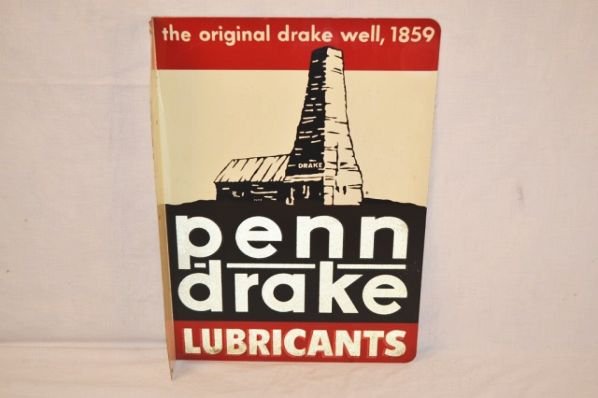 the original drake well, 1859
DRAKE
penn
drake
LUBRICANTS